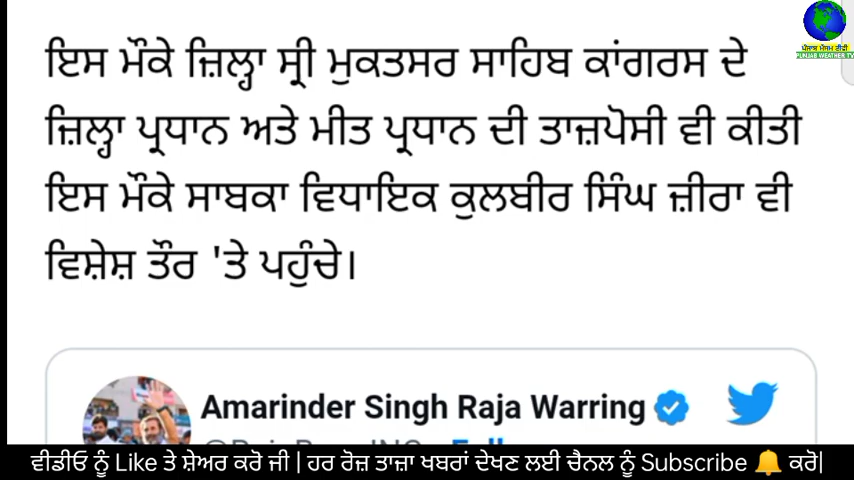 ਪੰਜਾਬ ਮੌਸਮ ਟੀਵੀ
PUNJAB WEATHER TV
ਇਸ ਮੌਕੇ ਜ਼ਿਲ੍ਹਾ ਸ੍ਰੀ ਮੁਕਤਸਰ ਸਾਹਿਬ ਕਾਂਗਰਸ ਦੇ
ਜ਼ਿਲ੍ਹਾ ਪ੍ਰਧਾਨ ਅਤੇ ਮੀਤ ਪ੍ਰਧਾਨ ਦੀ ਤਾਜ਼ਪੋਸੀ ਵੀ ਕੀਤੀ
ਇਸ ਮੌਕੇ ਸਾਬਕਾ ਵਿਧਾਇਕ ਕੁਲਬੀਰ ਸਿੰਘ ਜ਼ੀਰਾ ਵੀ
ਵਿਸ਼ੇਸ਼ ਤੌਰ 'ਤੇ ਪਹੁੰਚੇ।
Amarinder Singh Raja Warring
ਵੀਡੀਓ ਨੂੰ Like ਤੇ ਸ਼ੇਅਰ ਕਰੋ ਜੀ | ਹਰ ਰੋਜ਼ ਤਾਜ਼ਾ ਖਬਰਾਂ ਦੇਖਣ ਲਈ ਚੈਨਲ ਨੂੰ Subscribe 🔔 ਕਰੋ|